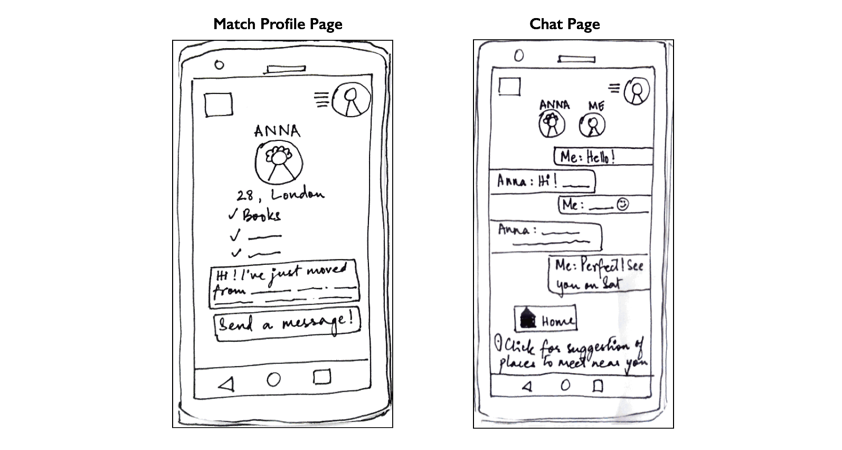 Match Profile Page
ANNA
28, London
✓ Books
✓
✓
Hi! I've just moved
from
Send a message!
Chat Page
ANNA ME
Me: Hello!
Anna: Hi!
Me: ☺
Anna:
Me: Perfect! See
you on Sat
Home
Click for suggestion of
places to meet near you